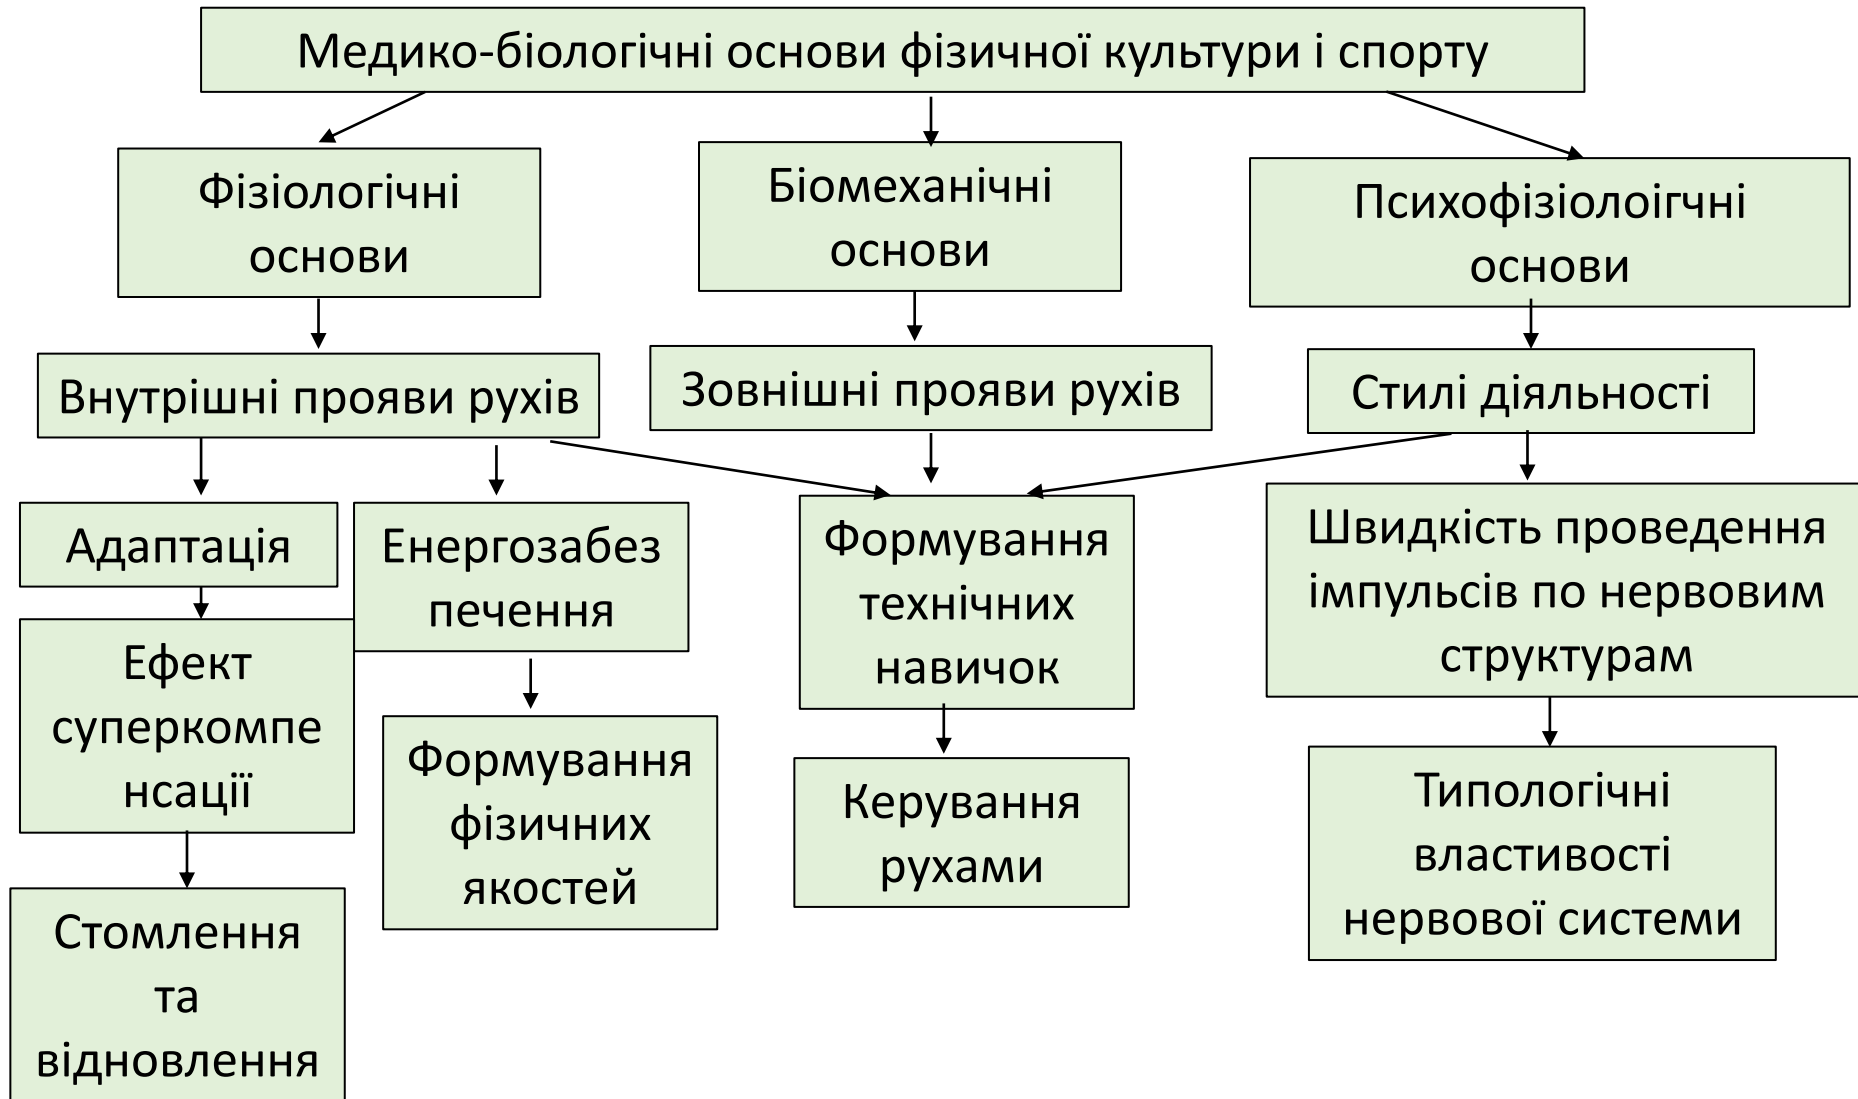 Медико-біологічні основи фізичної культури і спорту
Фізіологічні
основи
Біомеханічні
основи
Психофізіолоігчні
основи
Внутрішні прояви рухів
Зовнішні прояви рухів
Стилі діяльності
Адаптація
Енергозабез
печення
Формування
технічних
навичок
Швидкість проведення
імпульсів по нервовим
структурам
Ефект
суперкомпе
нсації
Формування
фізичних
якостей
Керування
рухами
Типологічні
властивості
нервової системи
Стомлення
та
відновлення